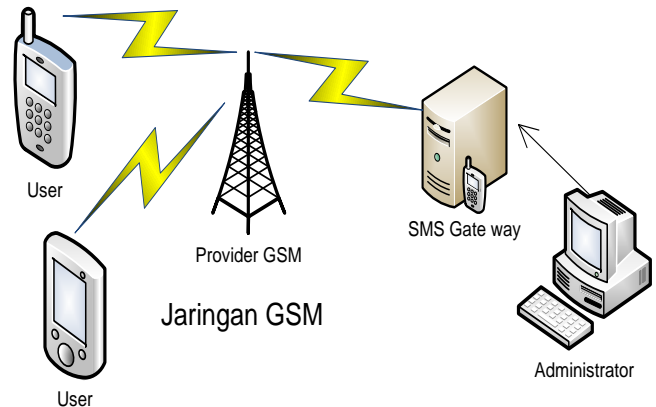 User
Provider GSM
SMS Gate way
Jaringan GSM
Administrator
User